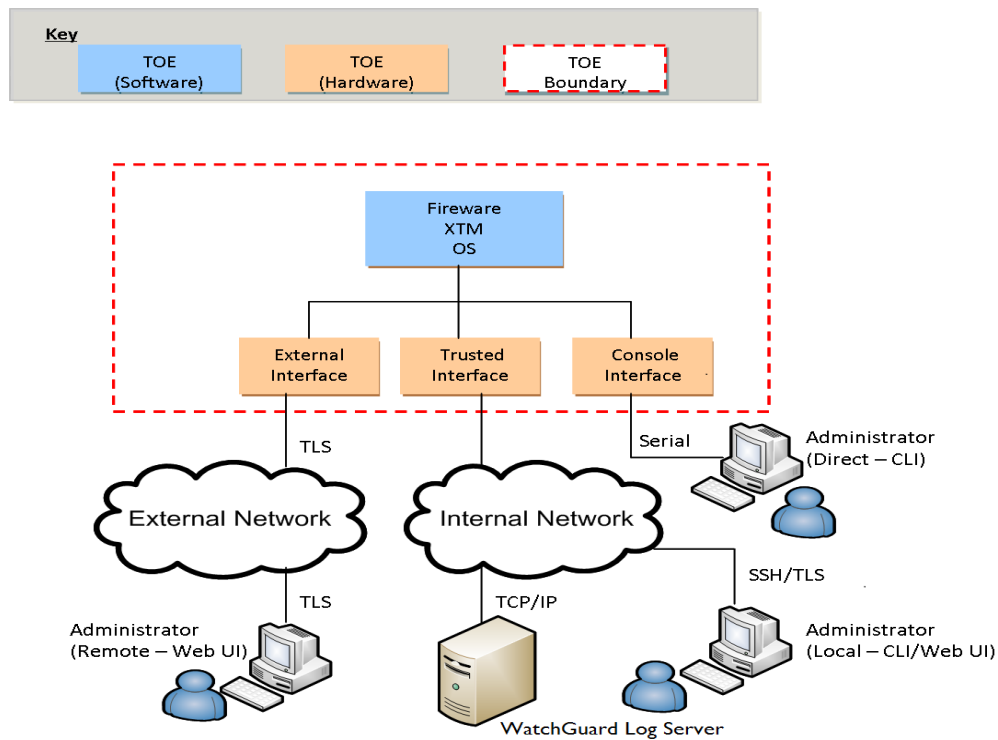 Key
TOE
(Software)
TOE
(Hardware)
TOE
Boundary
Fireware
XTM
OS
External
Interface
Trusted
Interface
Console
Interface
TLS
Serial
Administrator
(Direct – CLI)
External Network
Internal Network
SSH/TLS
TLS
TCP/IP
Administrator
(Remote – Web UI)
Administrator
(Local – CLI/Web UI)
WatchGuard Log Server